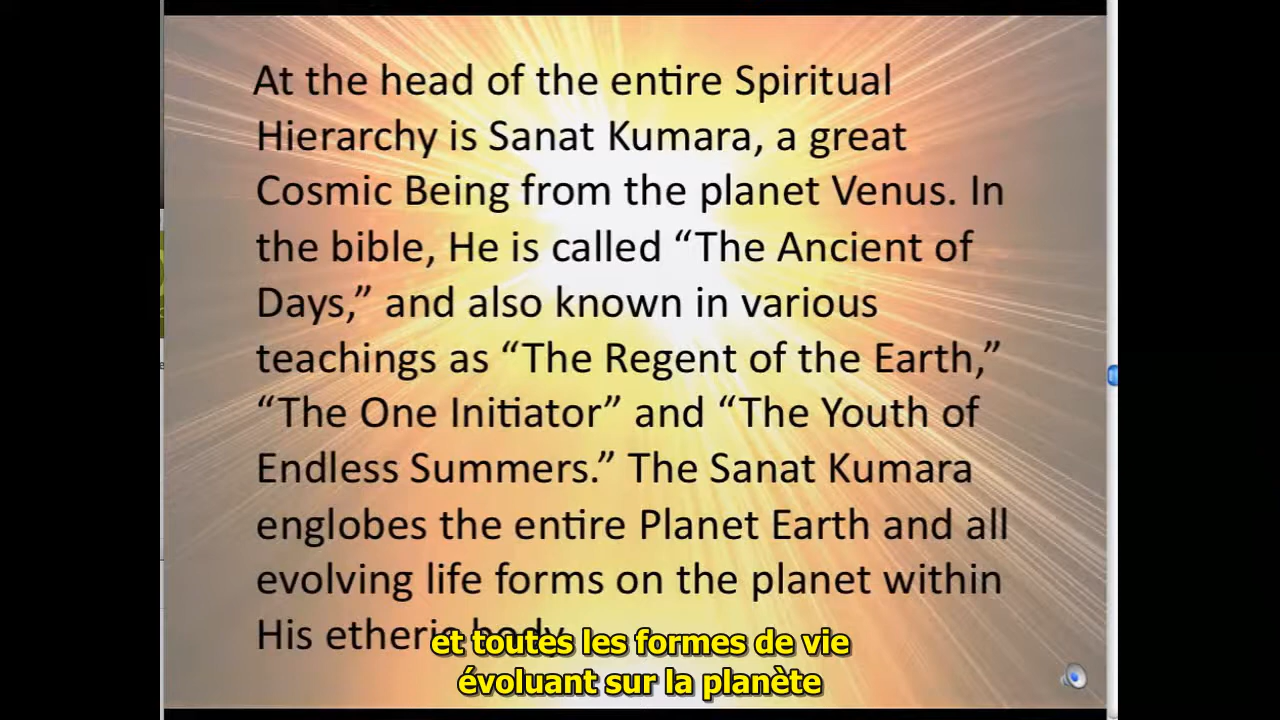 At the head of the entire Spiritual
Hierarchy is Sanat Kumara, a great
Cosmic Being from the planet Venus. In
the bible, He is called “The Ancient of
Days,” and also known in various
teachings as “The Regent of the Earth,”
“The One Initiator” and “The Youth of
Endless Summers.” The Sanat Kumara
englobes the entire Planet Earth and all
evolving life forms on the planet within
His etheric body.
et toutes les formes de vie
évoluant sur la planète